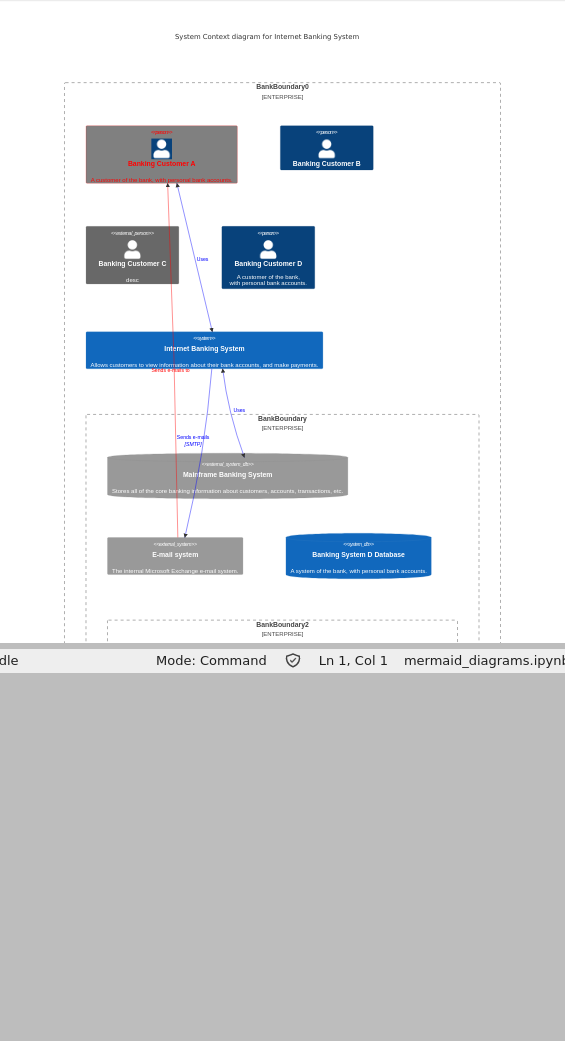 System Context diagram for Internet Banking System
BankBoundary0
[ENTERPRISE]
<<person>>
Banking Customer A
A customer of the bank, with personal bank accounts.
<<person>>
Banking Customer B
<<external_person>>
Banking Customer C
desc
<<person>>
Banking Customer D
A customer of the bank,
with personal bank accounts.
Uses
<<system>>
Internet Banking System
Allows customers to view information about their bank accounts, and make payments.
Sends e-mails to
Uses
BankBoundary
[ENTERPRISE]
Sends e-mails
[SMTP]
<<external_system_db>>
Mainframe Banking System
Stores all of the core banking information about customers, accounts, transactions, etc.
<<external_system>>
E-mail system
The internal Microsoft Exchange e-mail system.
<<system_db>>
Banking System D Database
A system of the bank, with personal bank accounts.
BankBoundary2
[ENTERPRISE]
dle Mode: Command Ln 1, Col 1 mermaid_diagrams.ipynb